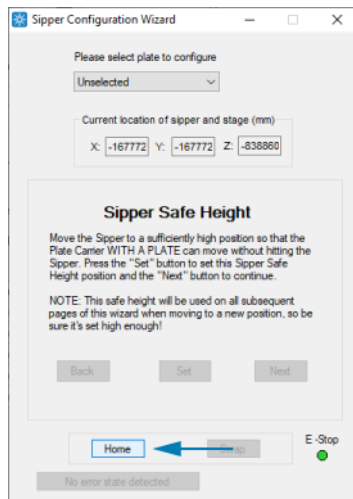 Sipper Configuration Wizard
Please select plate to configure
Unselected
Current location of sipper and stage (mm)
X: -167772 Y: -167772 Z: -838860
Sipper Safe Height
Move the Sipper to a sufficiently high position so that the
Plate Carrier WITH A PLATE can move without hitting the
Sipper. Press the "Set" button to set this Sipper Safe
Height position and the "Next" button to continue.
NOTE: This safe height will be used on all subsequent
pages of this wizard when moving to a new position, so be
sure it's set high enough!
Back Set Next
Home
E -Stop
No error state detected